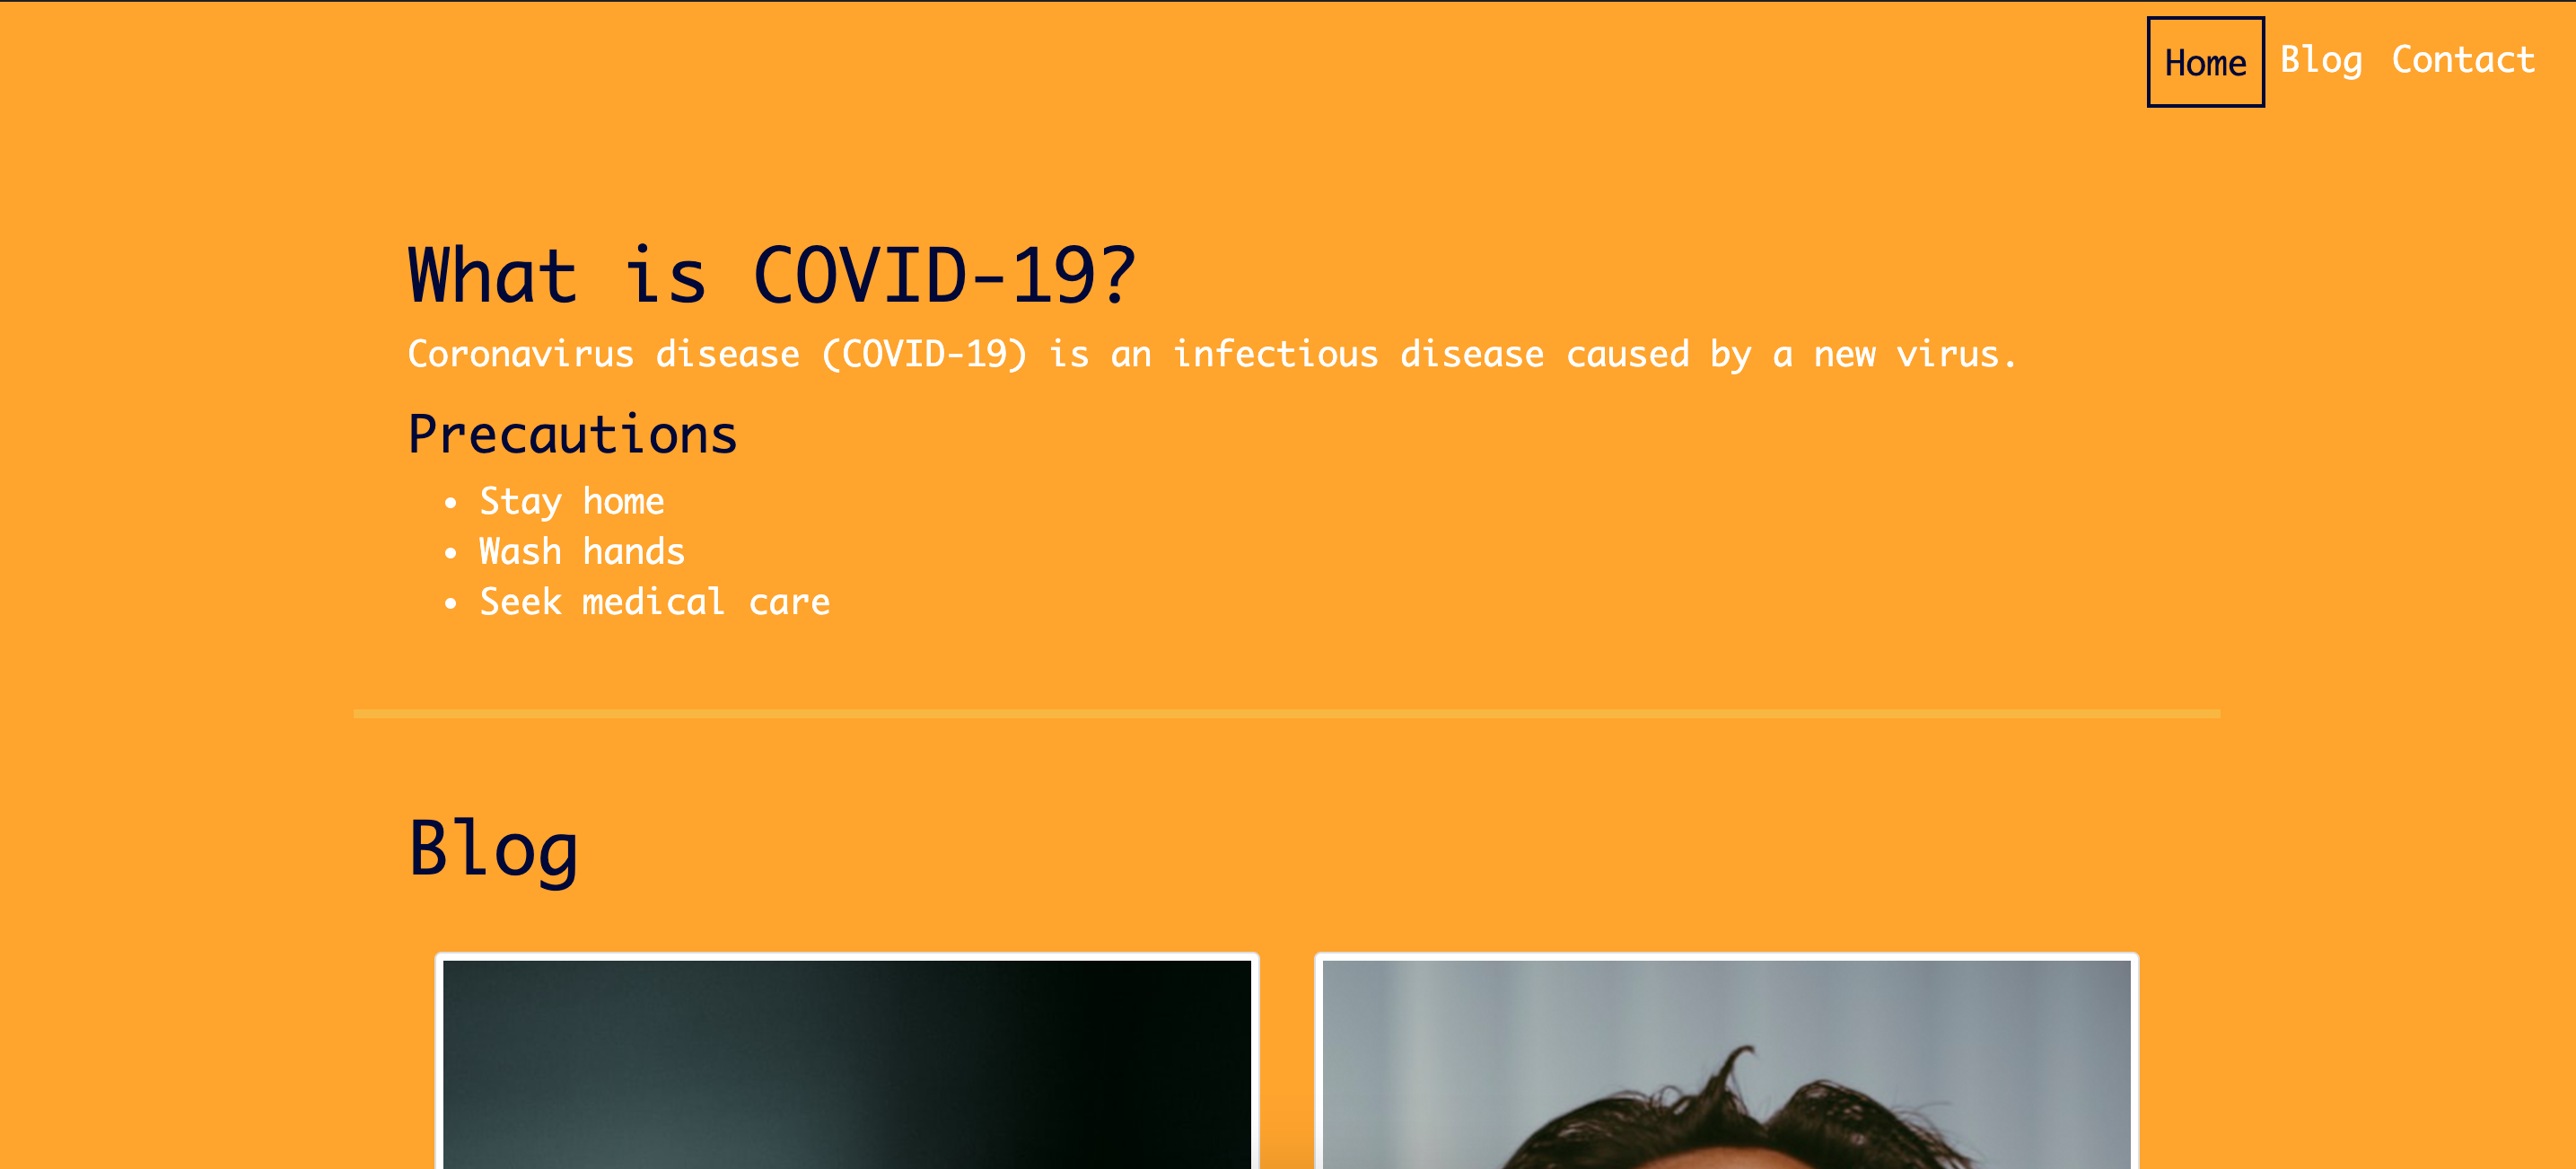 Home Blog Contact
What is COVID-19?
Coronavirus disease (COVID-19) is an infectious disease caused by a new virus.
Precautions
• Stay home
• Wash hands
• Seek medical care
Blog